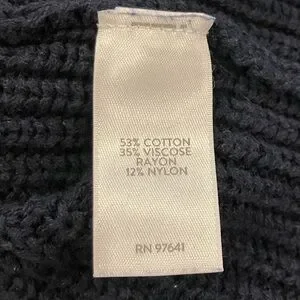 53% COTTON
35% VISCOSE
RAYON
12% NYLON
RN 97641